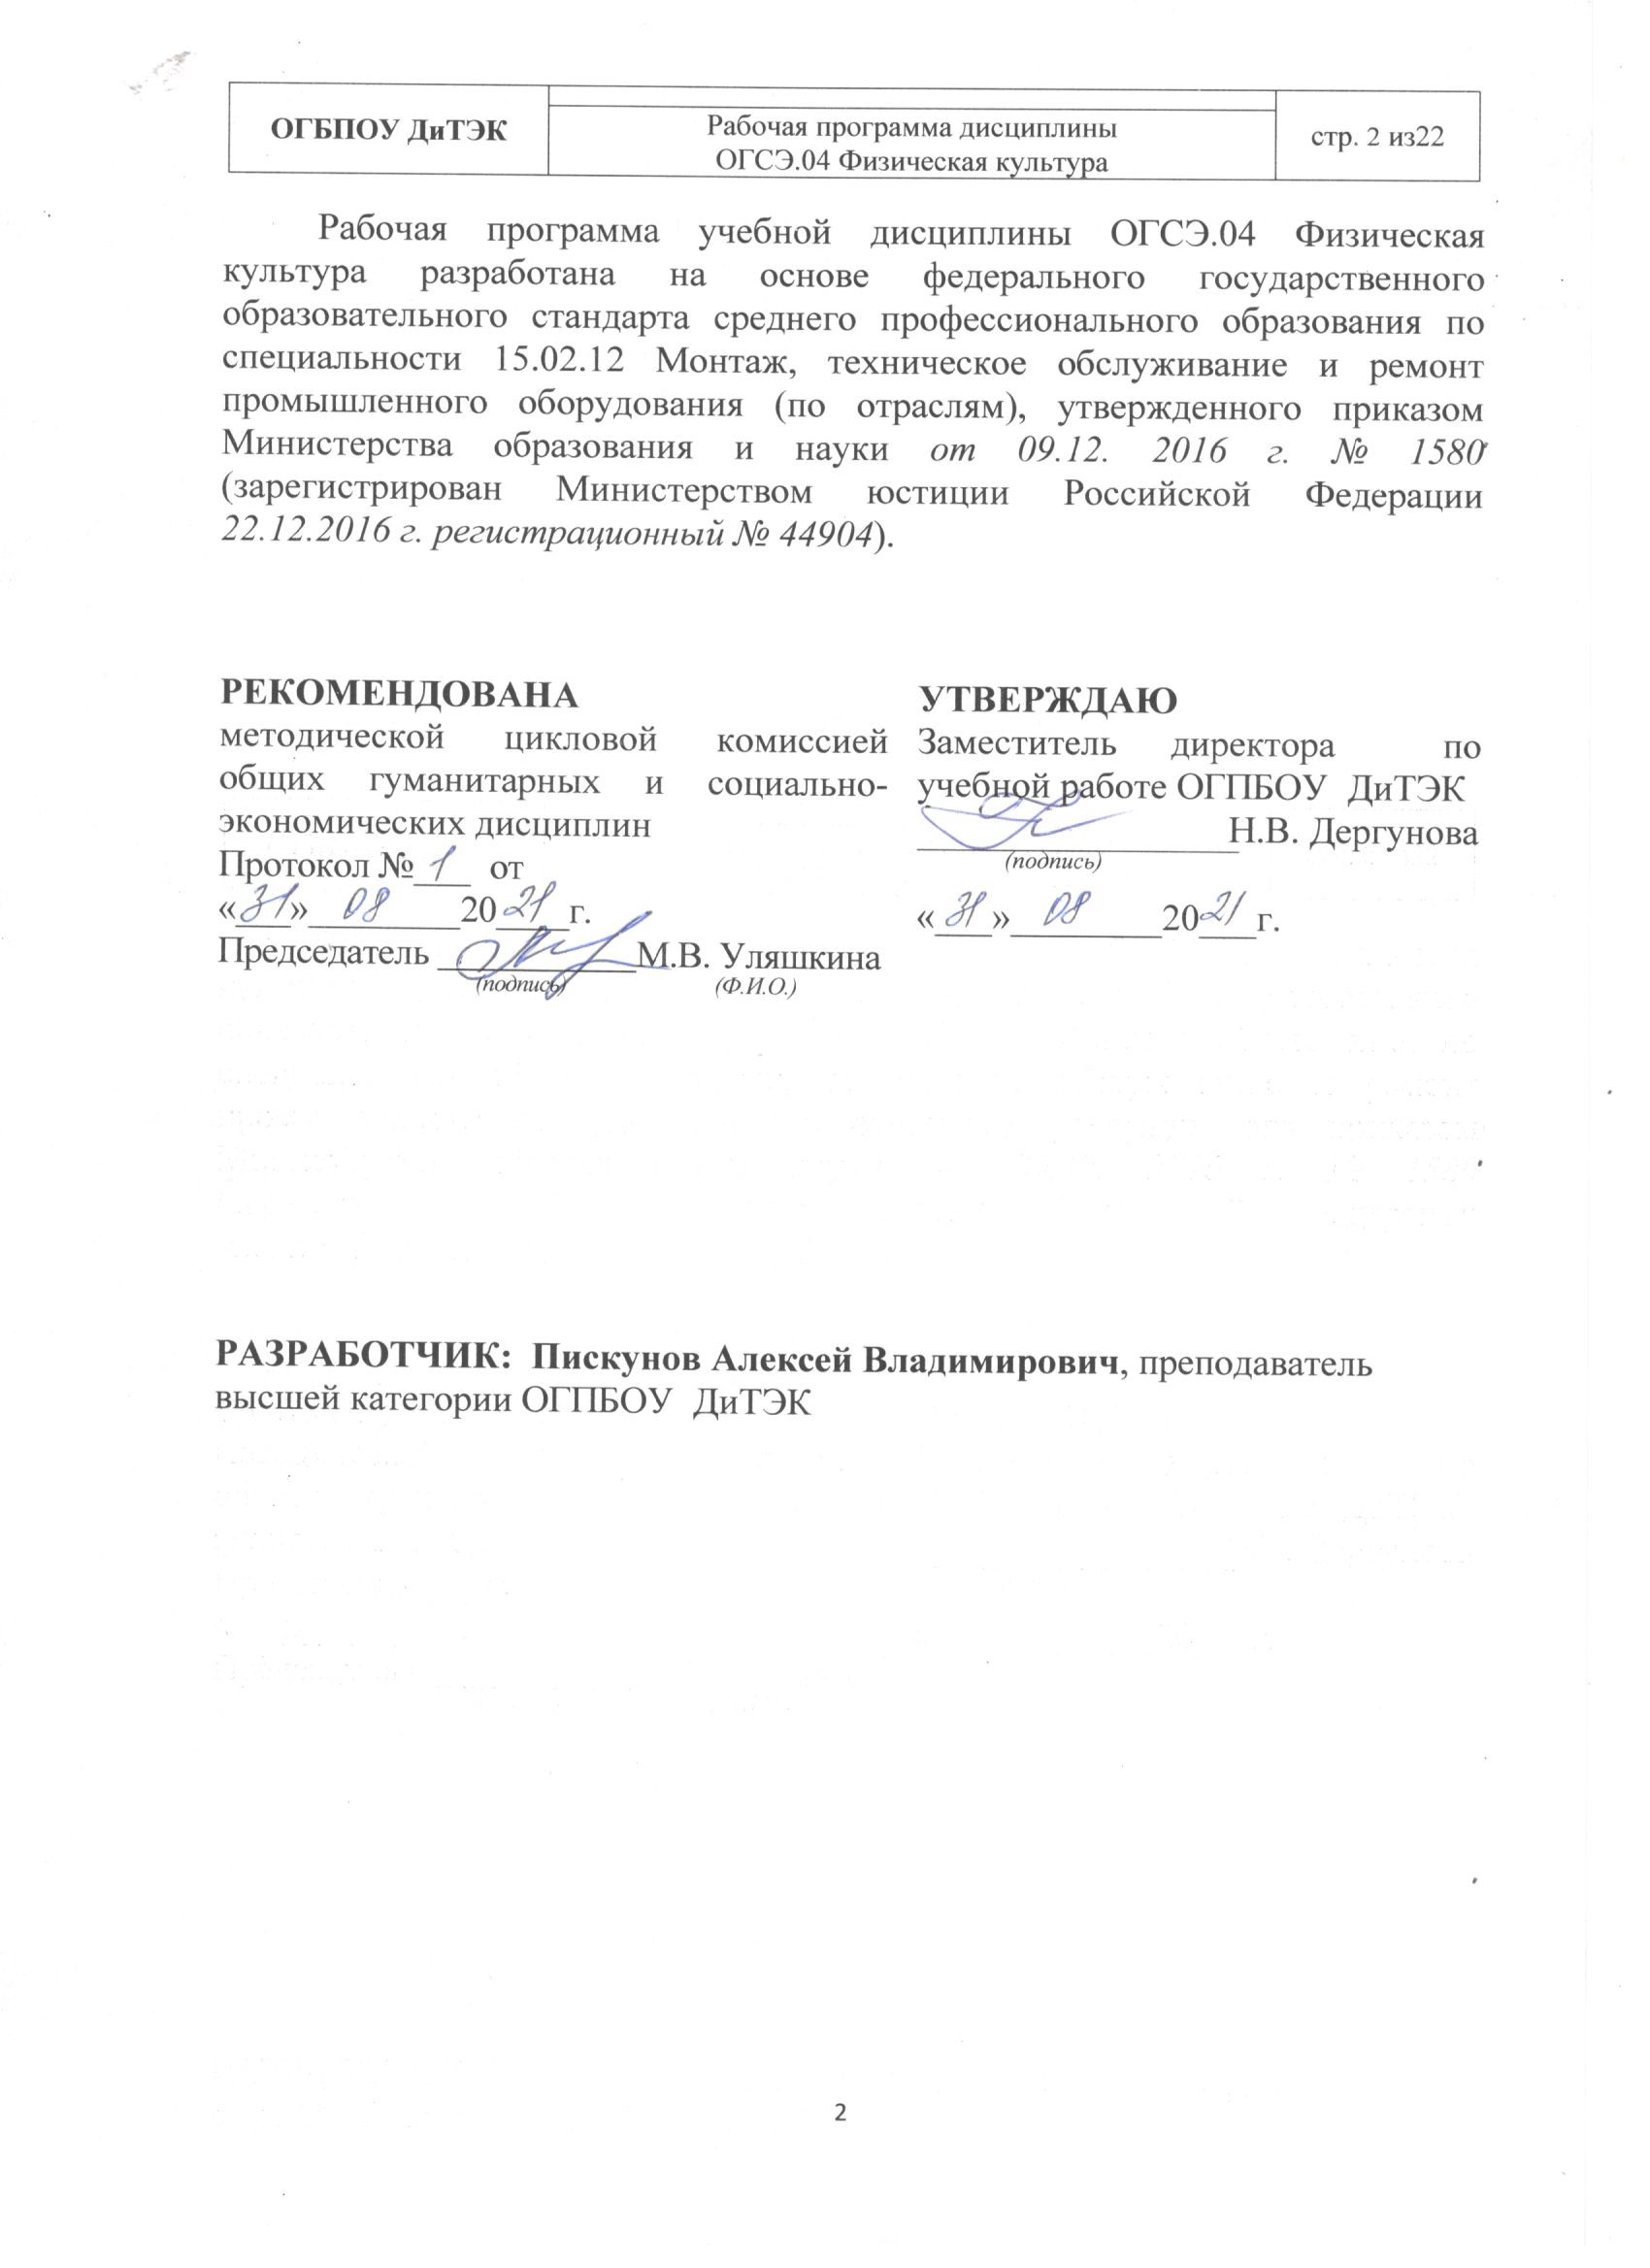 ОГБПОУ ДиТЭК
Рабочая программа дисциплины
ОГСЭ.04 Физическая культура
стр. 2 из22
Рабочая программа учебной дисциплины ОГСЭ.04 Физическая
культура разработана на основе федерального государственного
образовательного стандарта среднего профессионального образования по
специальности 15.02.12 Монтаж, техническое обслуживание и ремонт
промышленного оборудования (по отраслям), утвержденного приказом
Министерства образования и науки от 09.12. 2016 г. № 1580
(зарегистрирован Министерством юстиции Российской Федерации
22.12.2016 г. регистрационный № 44904).
РЕКОМЕНДОВАНА
методической цикловой комиссией
общих гуманитарных и социально-
экономических дисциплин
Протокол № 1 от
«31» 08 2021 г.
Председатель М.В. Уляшкина
(подпись) (Ф.И.О.)
УТВЕРЖДАЮ
Заместитель директора по
учебной работе ОГПБОУ ДиТЭК
Н.В. Дергунова
(подпись)
«31» 08 2021 г.
РАЗРАБОТЧИК: Пискунов Алексей Владимирович, преподаватель
высшей категории ОГПБОУ ДиТЭК
2